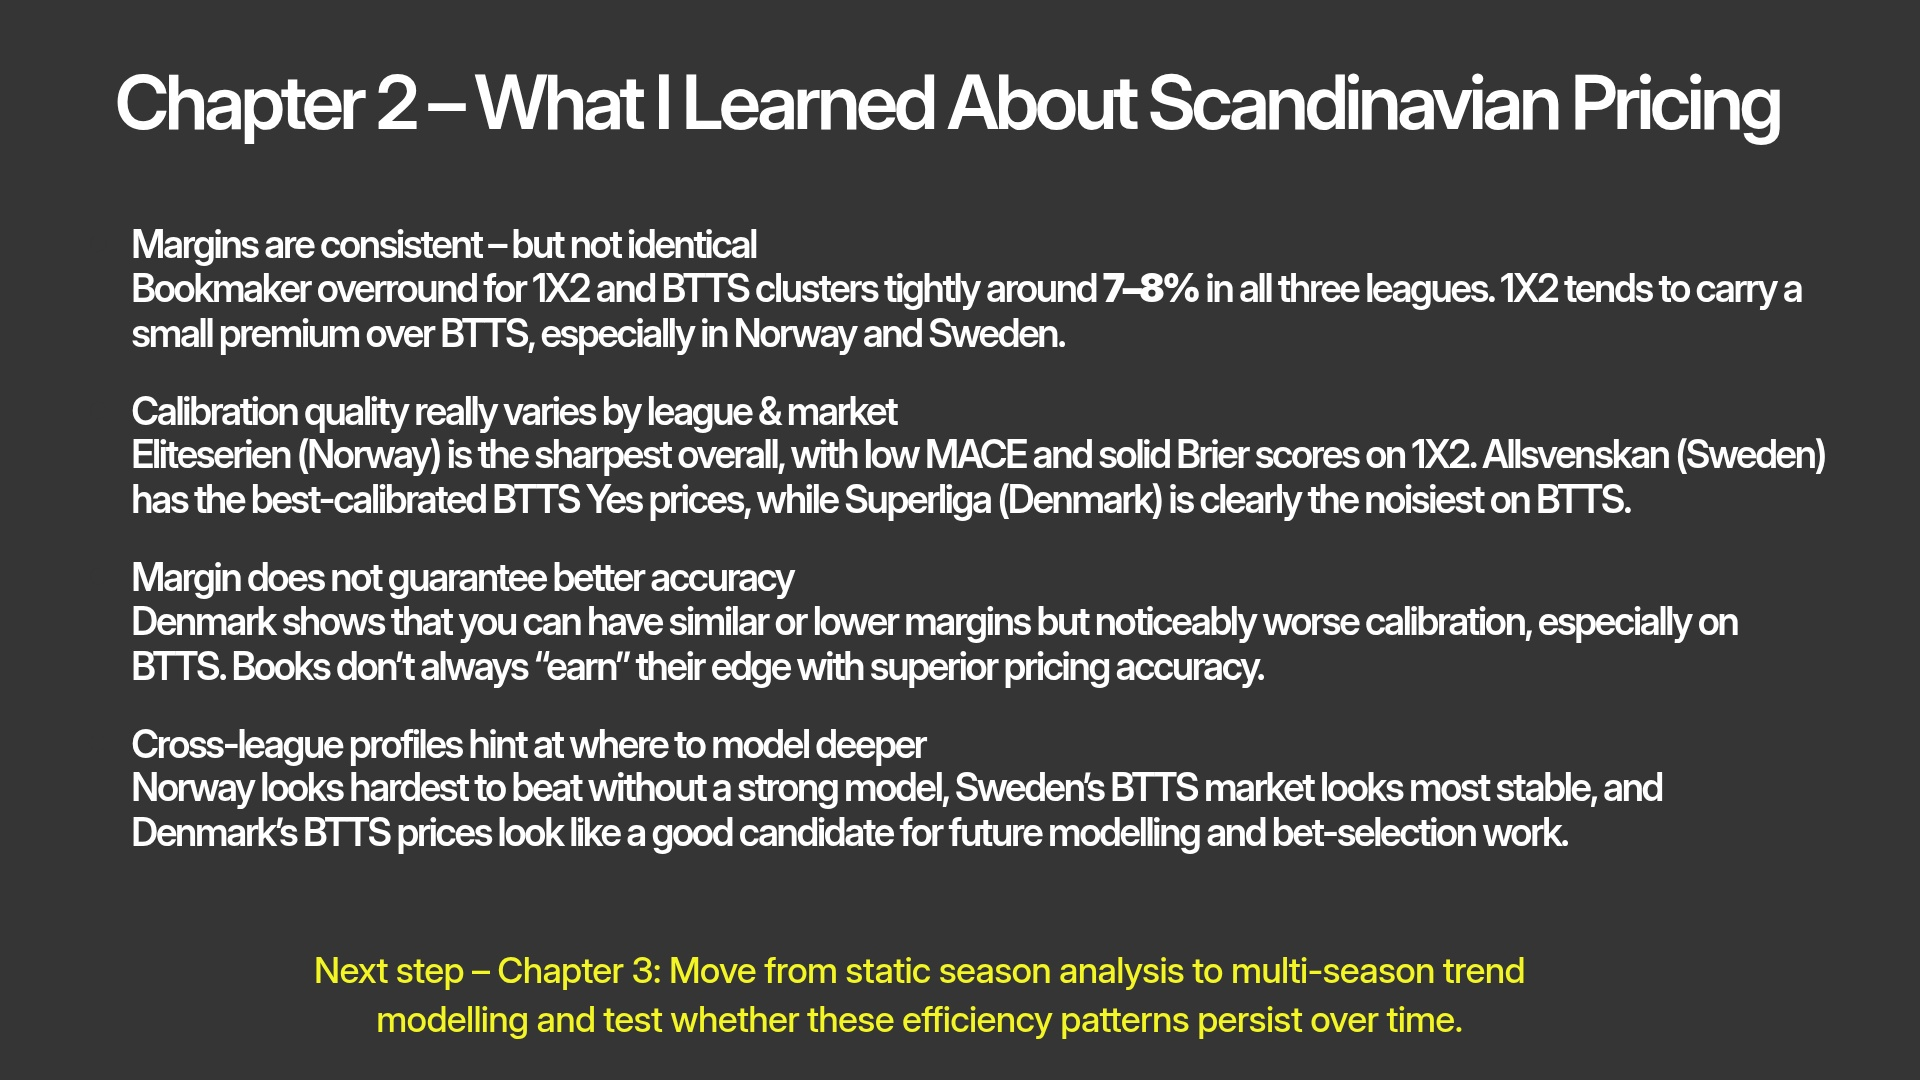 Chapter 2 – What I Learned About Scandinavian Pricing
Margins are consistent – but not identical
Bookmaker overround for 1X2 and BTTS clusters tightly around 7–8% in all three leagues. 1X2 tends to carry a
small premium over BTTS, especially in Norway and Sweden.
Calibration quality really varies by league & market
Eliteserien (Norway) is the sharpest overall, with low MACE and solid Brier scores on 1X2. Allsvenskan (Sweden)
has the best-calibrated BTTS Yes prices, while Superliga (Denmark) is clearly the noisiest on BTTS.
Margin does not guarantee better accuracy
Denmark shows that you can have similar or lower margins but noticeably worse calibration, especially on
BTTS. Books don’t always “earn” their edge with superior pricing accuracy.
Cross-league profiles hint at where to model deeper
Norway looks hardest to beat without a strong model, Sweden’s BTTS market looks most stable, and
Denmark’s BTTS prices look like a good candidate for future modelling and bet-selection work.
Next step – Chapter 3: Move from static season analysis to multi-season trend
modelling and test whether these efficiency patterns persist over time.